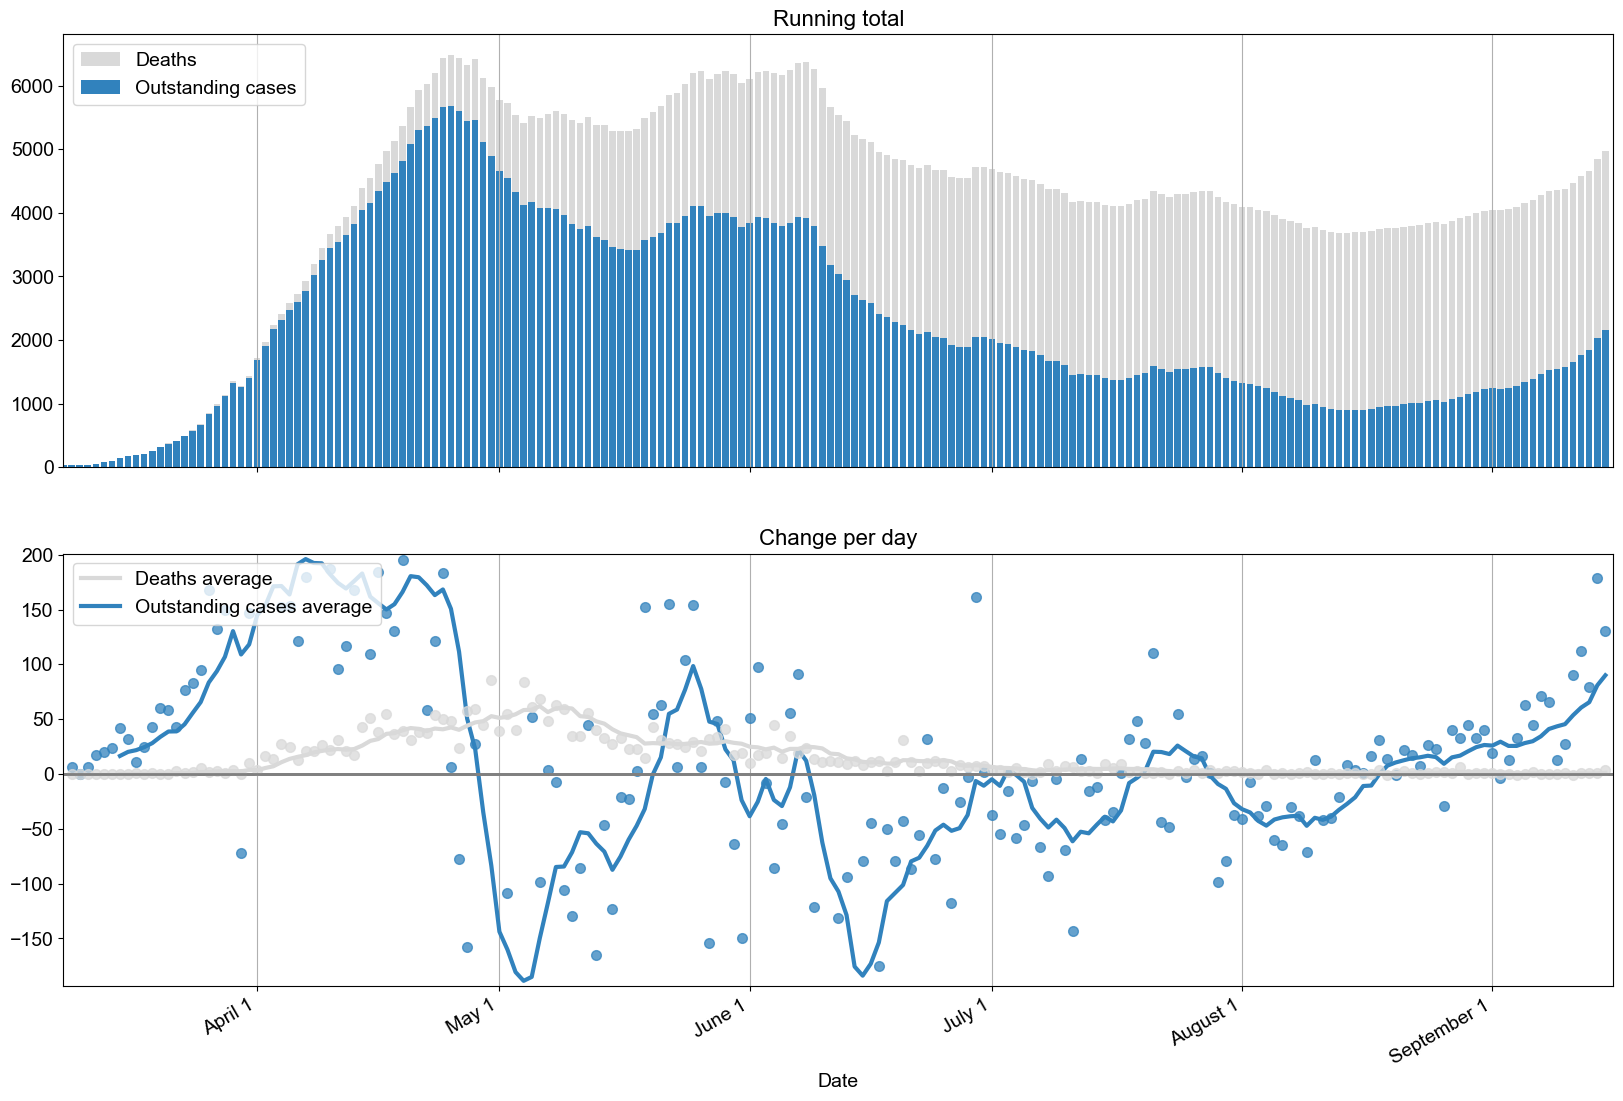 Running total
Deaths
Outstanding cases
6000
5000
4000
3000
2000
1000
0
Change per day
Deaths average
Outstanding cases average
200
150
100
50
0
−50
−100
−150
April 1
May 1
June 1
July 1
August 1
September 1
Date